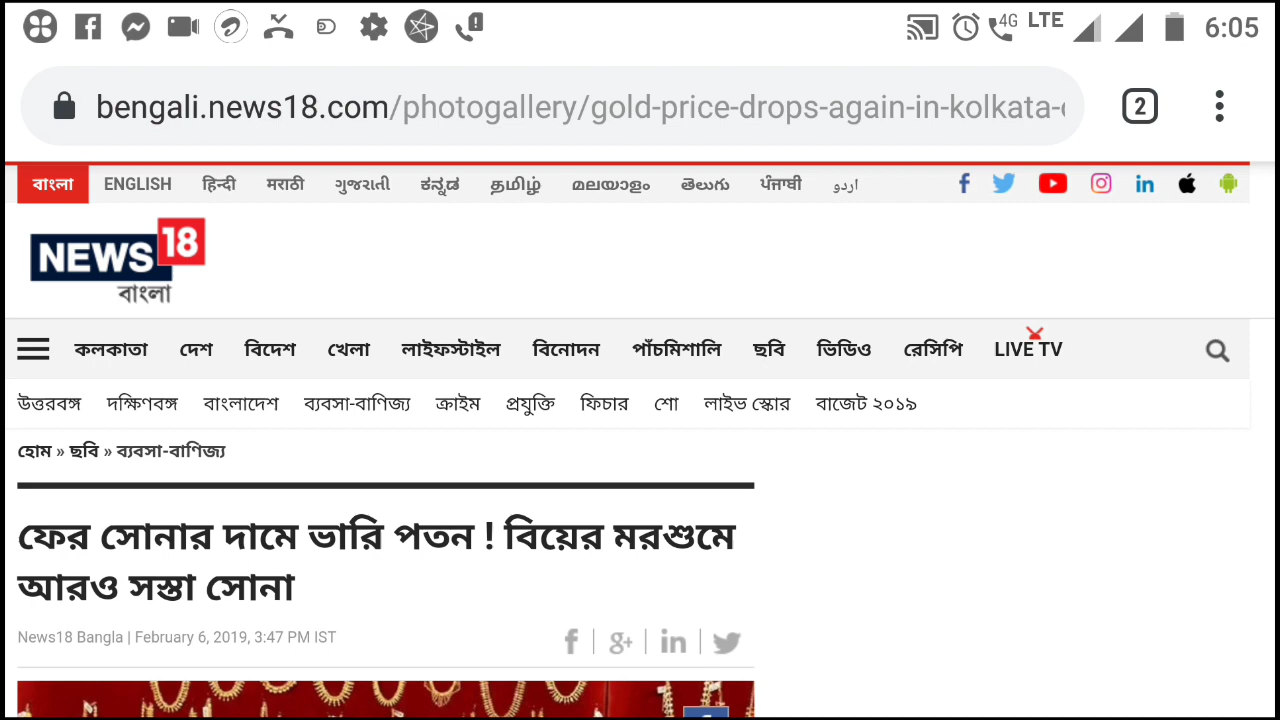 4G LTE 6:05
bengali.news18.com/photogallery/gold-price-drops-again-in-kolkata- 2
বাংলা ENGLISH हिन्दी मराठी ગુજરાતી ಕನ್ನಡ தமிழ் മലയാളം తెలుగు ਪੰਜਾਬੀ اردو
NEWS 18
বাংলা
কলকাতা দেশ বিদেশ খেলা লাইফস্টাইল বিনোদন পাঁচমিশালি ছবি ভিডিও রেসিপি LIVE TV
উত্তরবঙ্গ দক্ষিণবঙ্গ বাংলাদেশ ব্যবসা-বাণিজ্য ক্রাইম প্রযুক্তি ফিচার শো লাইভ স্কোর বাজেট ২০১৯
হোম » ছবি » ব্যবসা-বাণিজ্য
ফের সোনার দামে ভারি পতন ! বিয়ের মরশুমে
আরও সস্তা সোনা
News18 Bangla | February 6, 2019, 3:47 PM IST